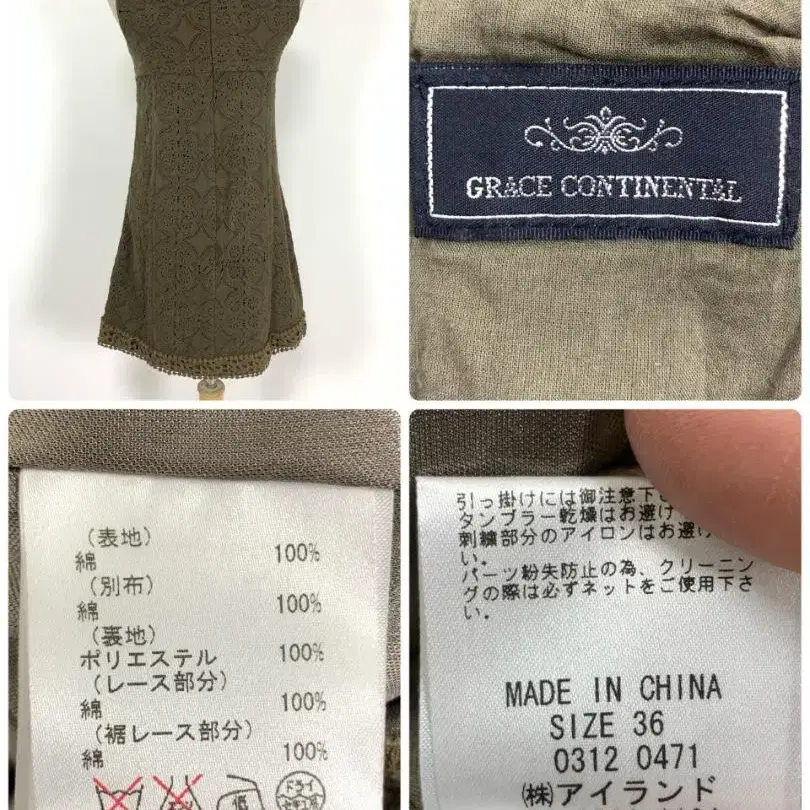 GRACE CONTINENTAL
(表地)
綿 100%
(別布)
綿 100%
(表地)
ポリエステル 100%
(レース部分)
綿 100%
(裾レース部分)
綿 100%
低
ドライ
引っ掛けには御注意下さ
タンブラー乾燥はお避け
刺繍部分のアイロンはお避け
い。
パーツ紛失防止の為、クリーニン
グの際は必ずネットをご使用下さ
い。
MADE IN CHINA
SIZE 36
0312 0471
(株)アイランド